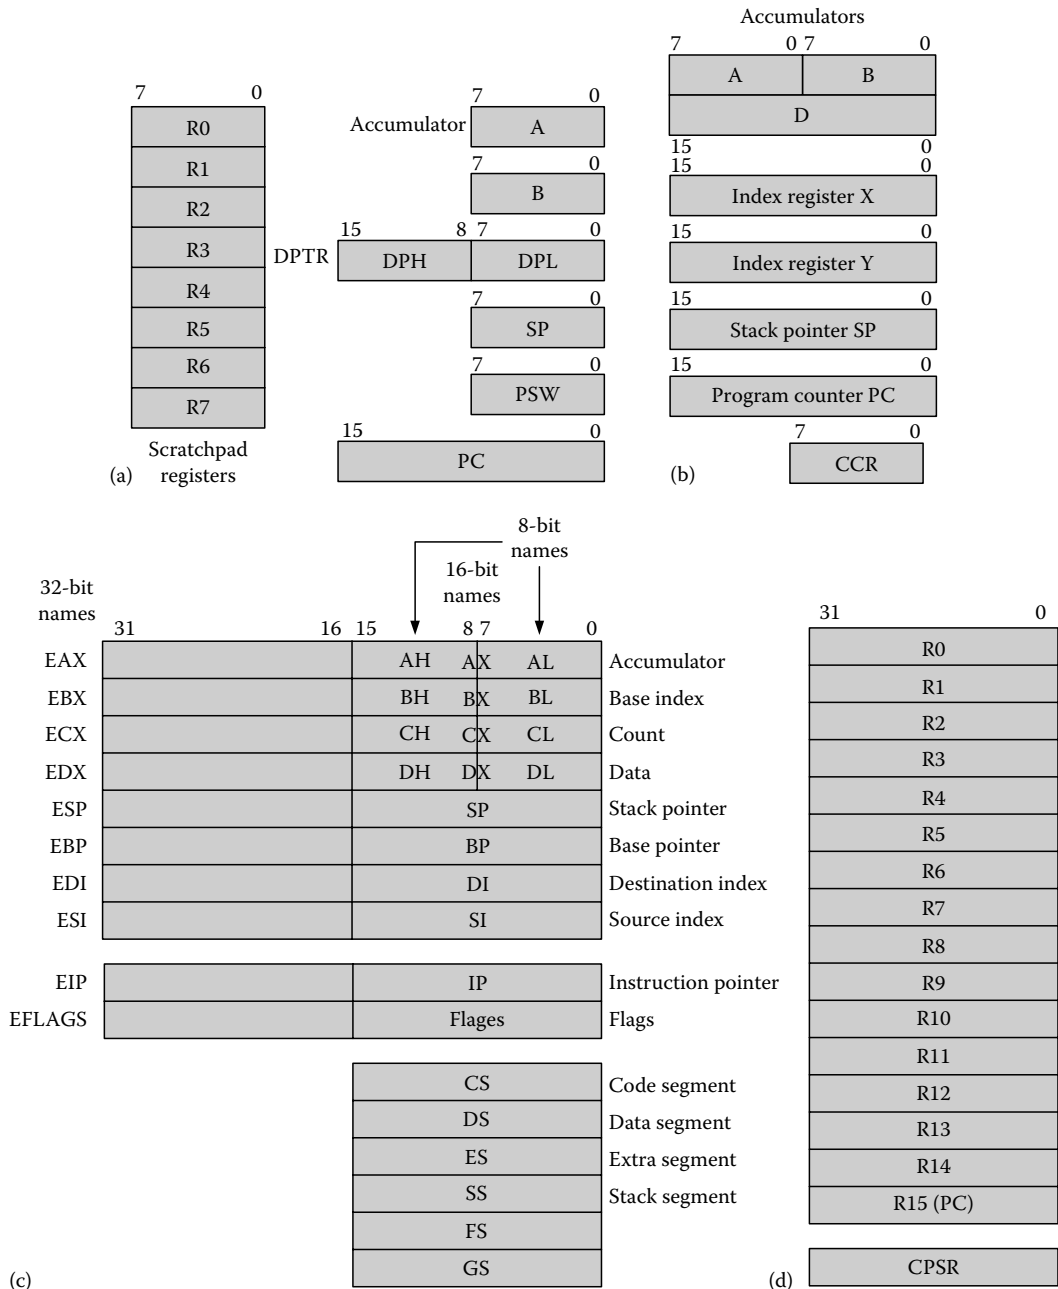 7 0
R0
R1
R2
R3
R4
R5
R6
R7
Scratchpad
registers
7 0
Accumulator A
7 0
B
15 8 7 0
DPTR DPH DPL
7 0
SP
7 0
PSW
15 0
PC
(a)
Accumulators
7 0 7 0
A B
D
15 0
15 0
Index register X
15 0
Index register Y
15 0
Stack pointer SP
15 0
Program counter PC
7 0
CCR
(b)
8-bit
names
16-bit
names
32-bit
names
31 16 15 8 7 0
EAX AH AX AL Accumulator
EBX BH BX BL Base index
ECX CH CX CL Count
EDX DH DX DL Data
ESP SP Stack pointer
EBP BP Base pointer
EDI DI Destination index
ESI SI Source index
EIP IP Instruction pointer
EFLAGS Flages Flags
CS Code segment
DS Data segment
ES Extra segment
SS Stack segment
FS
GS
(c)
31 0
R0
R1
R2
R3
R4
R5
R6
R7
R8
R9
R10
R11
R12
R13
R14
R15 (PC)
CPSR
(d)